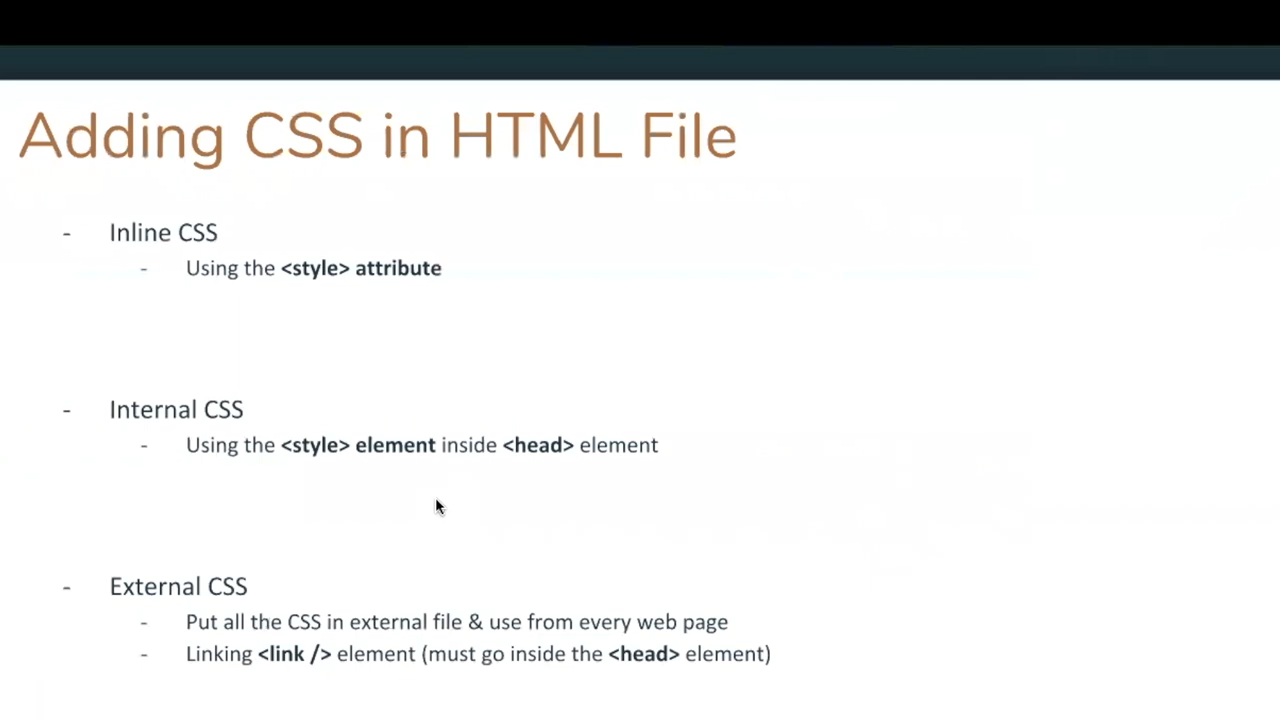 Adding CSS in HTML File
- Inline CSS
- Using the <style> attribute
- Internal CSS
- Using the <style> element inside <head> element
- External CSS
- Put all the CSS in external file & use from every web page
- Linking <link /> element (must go inside the <head> element)